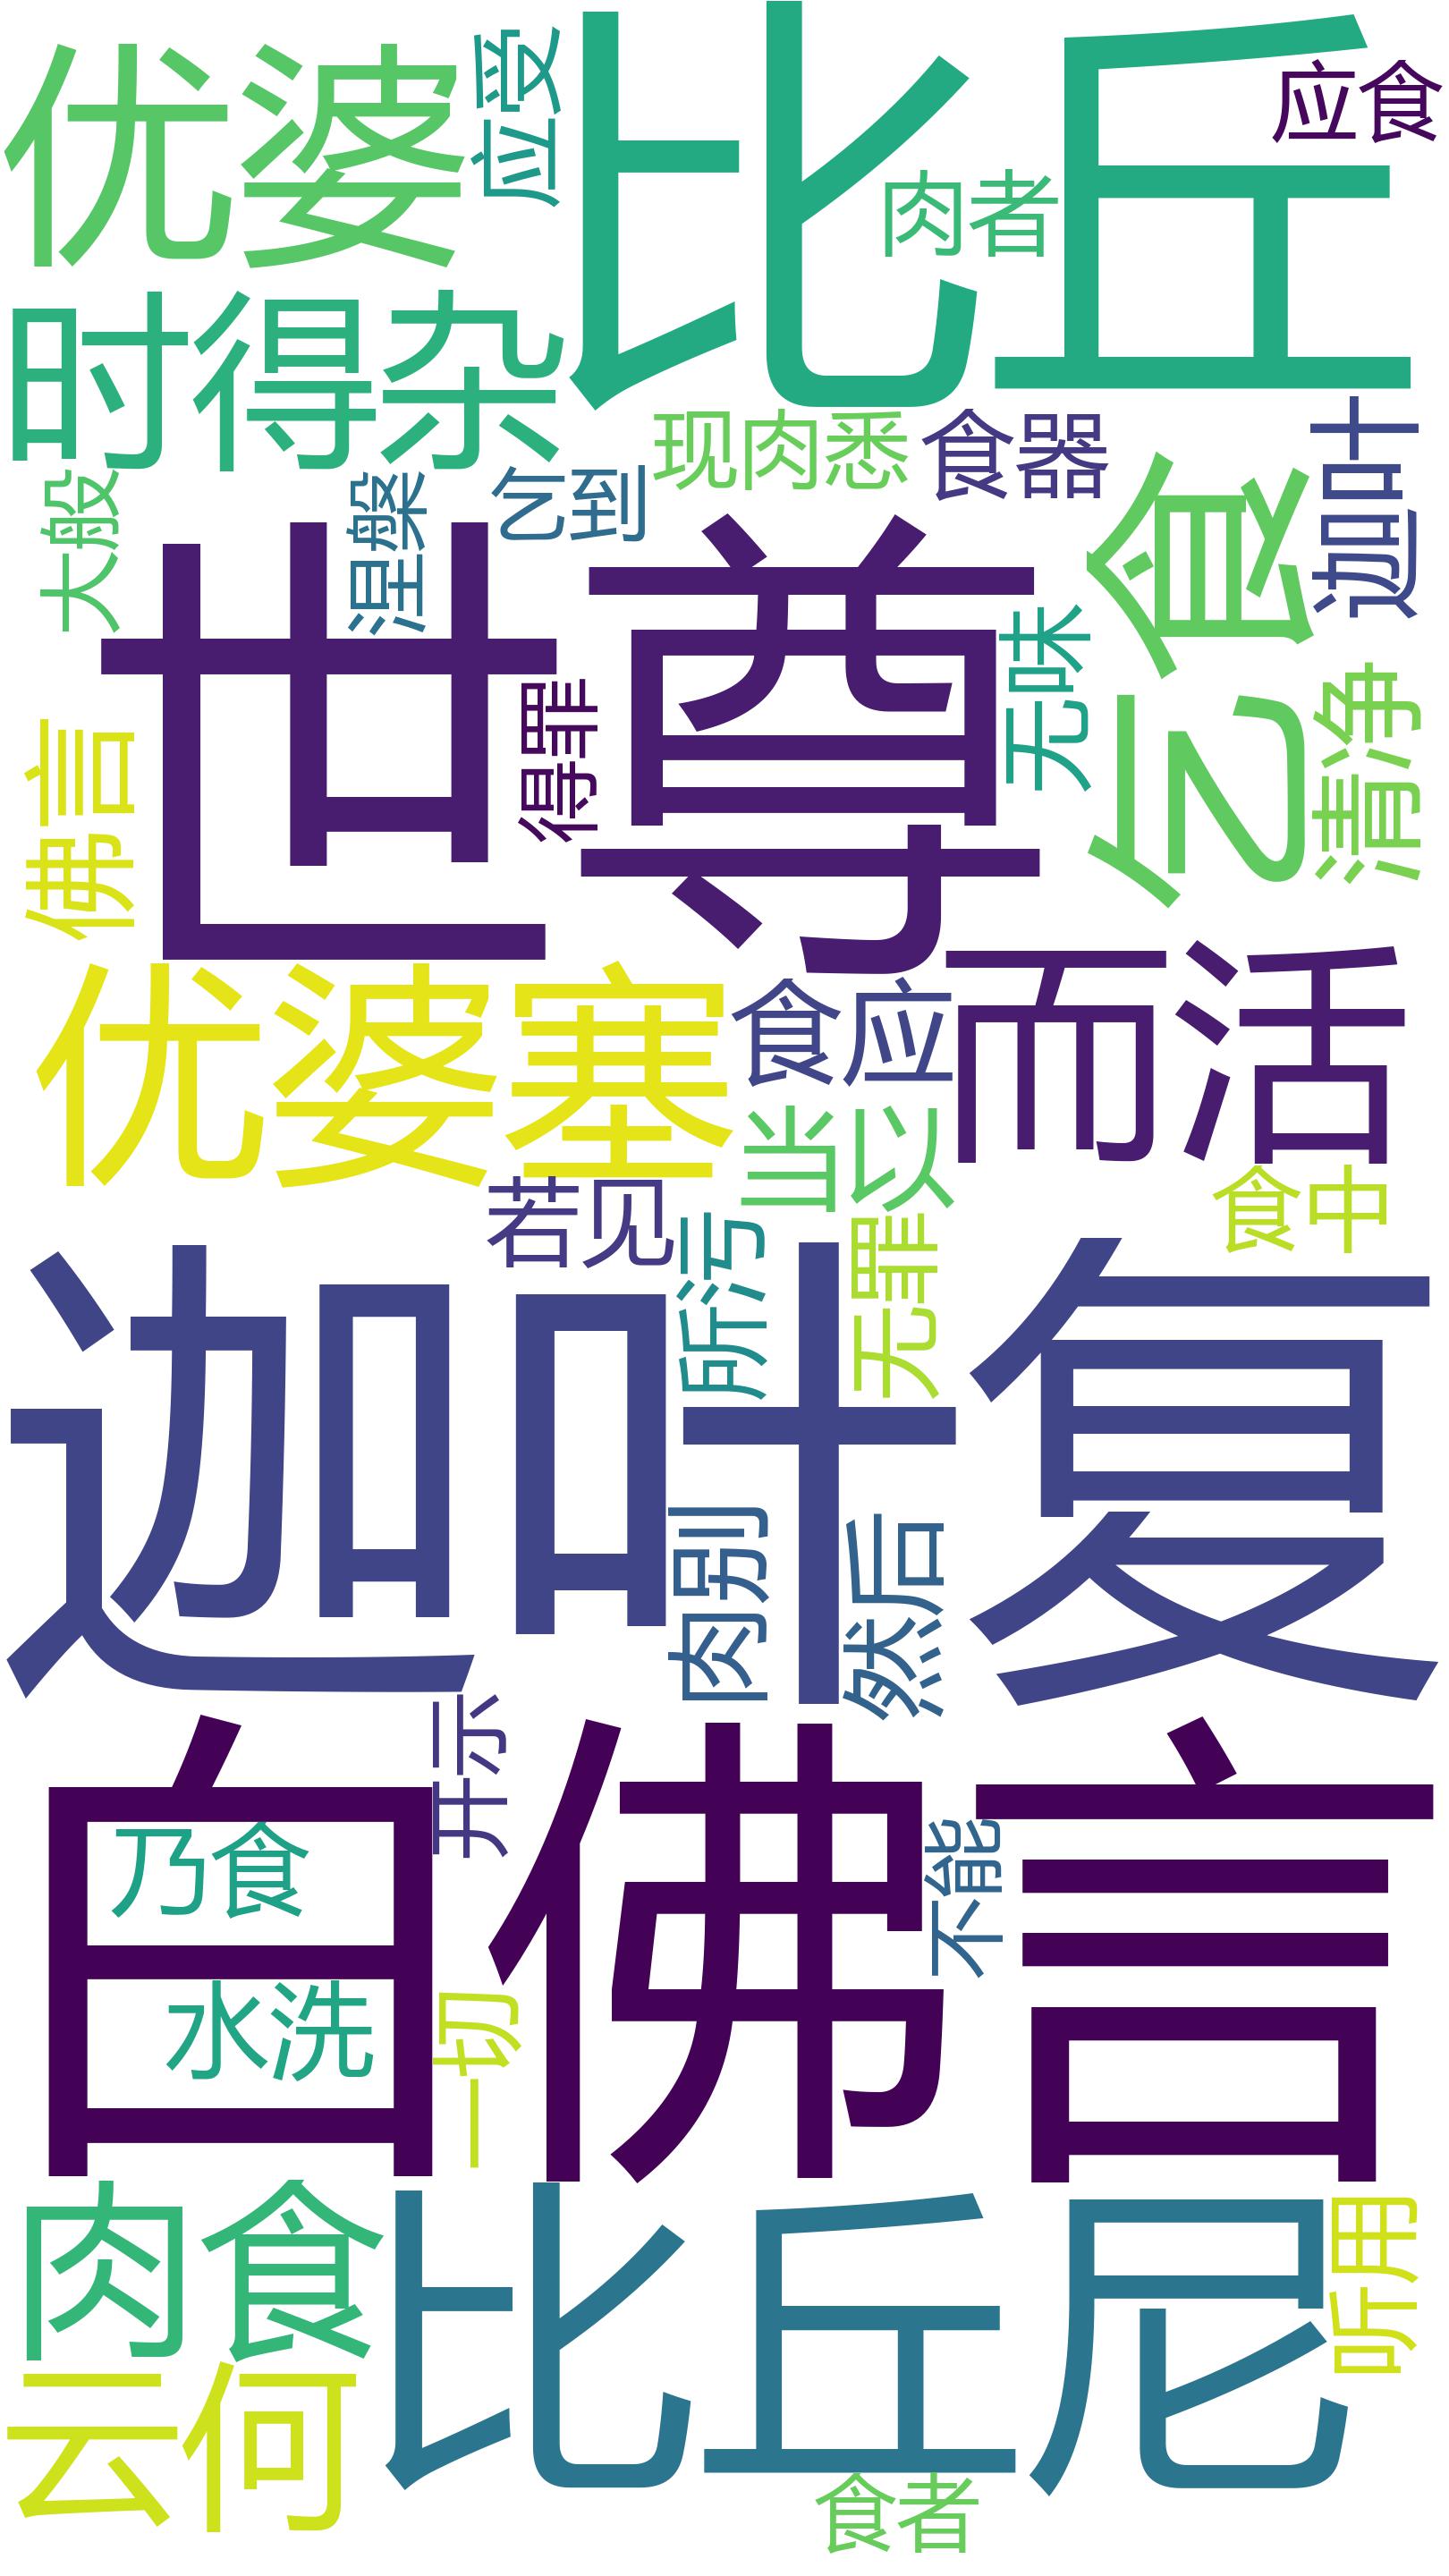 优婆
应受
比丘
应食
肉者
时得杂
现肉悉
食器
迦叶
大般
涅槃
乞到
世尊
乞食
无味
得罪
清净
佛言
而活
优婆塞
食应
当以
若见
食中
所污
无罪
迦叶复
肉别
然后
开示
白佛言
乃食
不能
水洗
一切
肉食
比丘尼
听用
云何
食者